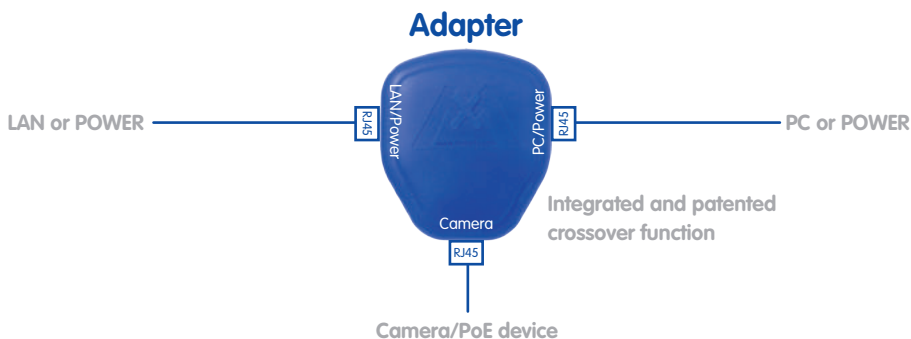 Adapter
LAN or POWER
RJ45
LAN/Power
PC/Power
RJ45
PC or POWER
Integrated and patented
crossover function
Camera
RJ45
Camera/PoE device